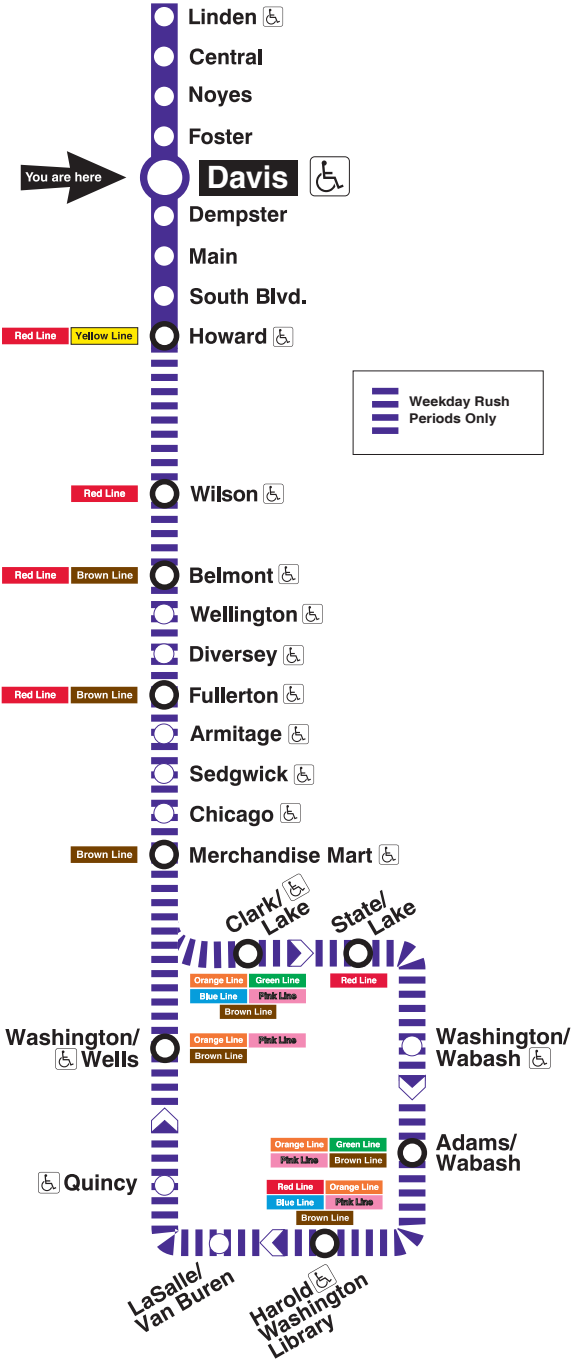 Linden
Central
Noyes
Foster
You are here
Davis
Dempster
Main
South Blvd.
Red Line Yellow Line Howard
Weekday Rush
Periods Only
Red Line Wilson
Red Line Brown Line Belmont
Wellington
Diversey
Red Line Brown Line Fullerton
Armitage
Sedgwick
Chicago
Brown Line Merchandise Mart
Clark/
Lake
State/
Lake
Orange Line Green Line
Blue Line Pink Line
Brown Line
Red Line
Washington/
Wells
Orange Line Pink Line
Brown Line
Washington/
Wabash
Orange Line Green Line
Pink Line Brown Line
Adams/
Wabash
Quincy
Red Line Orange Line
Blue Line Pink Line
Brown Line
LaSalle/
Van Buren
Harold
Washington
Library